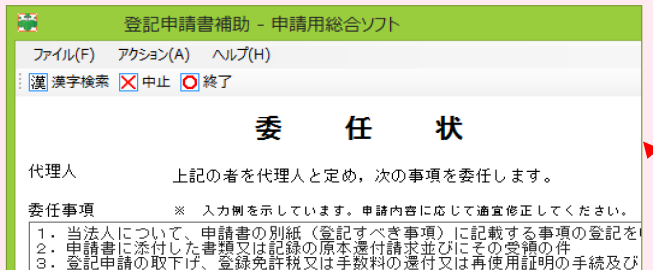 登記申請書補助 - 申請用総合ソフト
ファイル(F) アクション(A) ヘルプ(H)
漢 漢字検索 中止 終了
委 任 状
代理人 上記の者を代理人と定め，次の事項を委任します。
委任事項 ※ 入力例を示しています。申請内容に応じて適宜修正してください。
1．当法人について、申請書の別紙（登記すべき事項）に記載する事項の登記を
2．申請書に添付した書類又は記録の原本還付請求並びにその受領の件
3．登記申請の取下げ、登録免許税又は手数料の還付又は再使用証明の手続及び